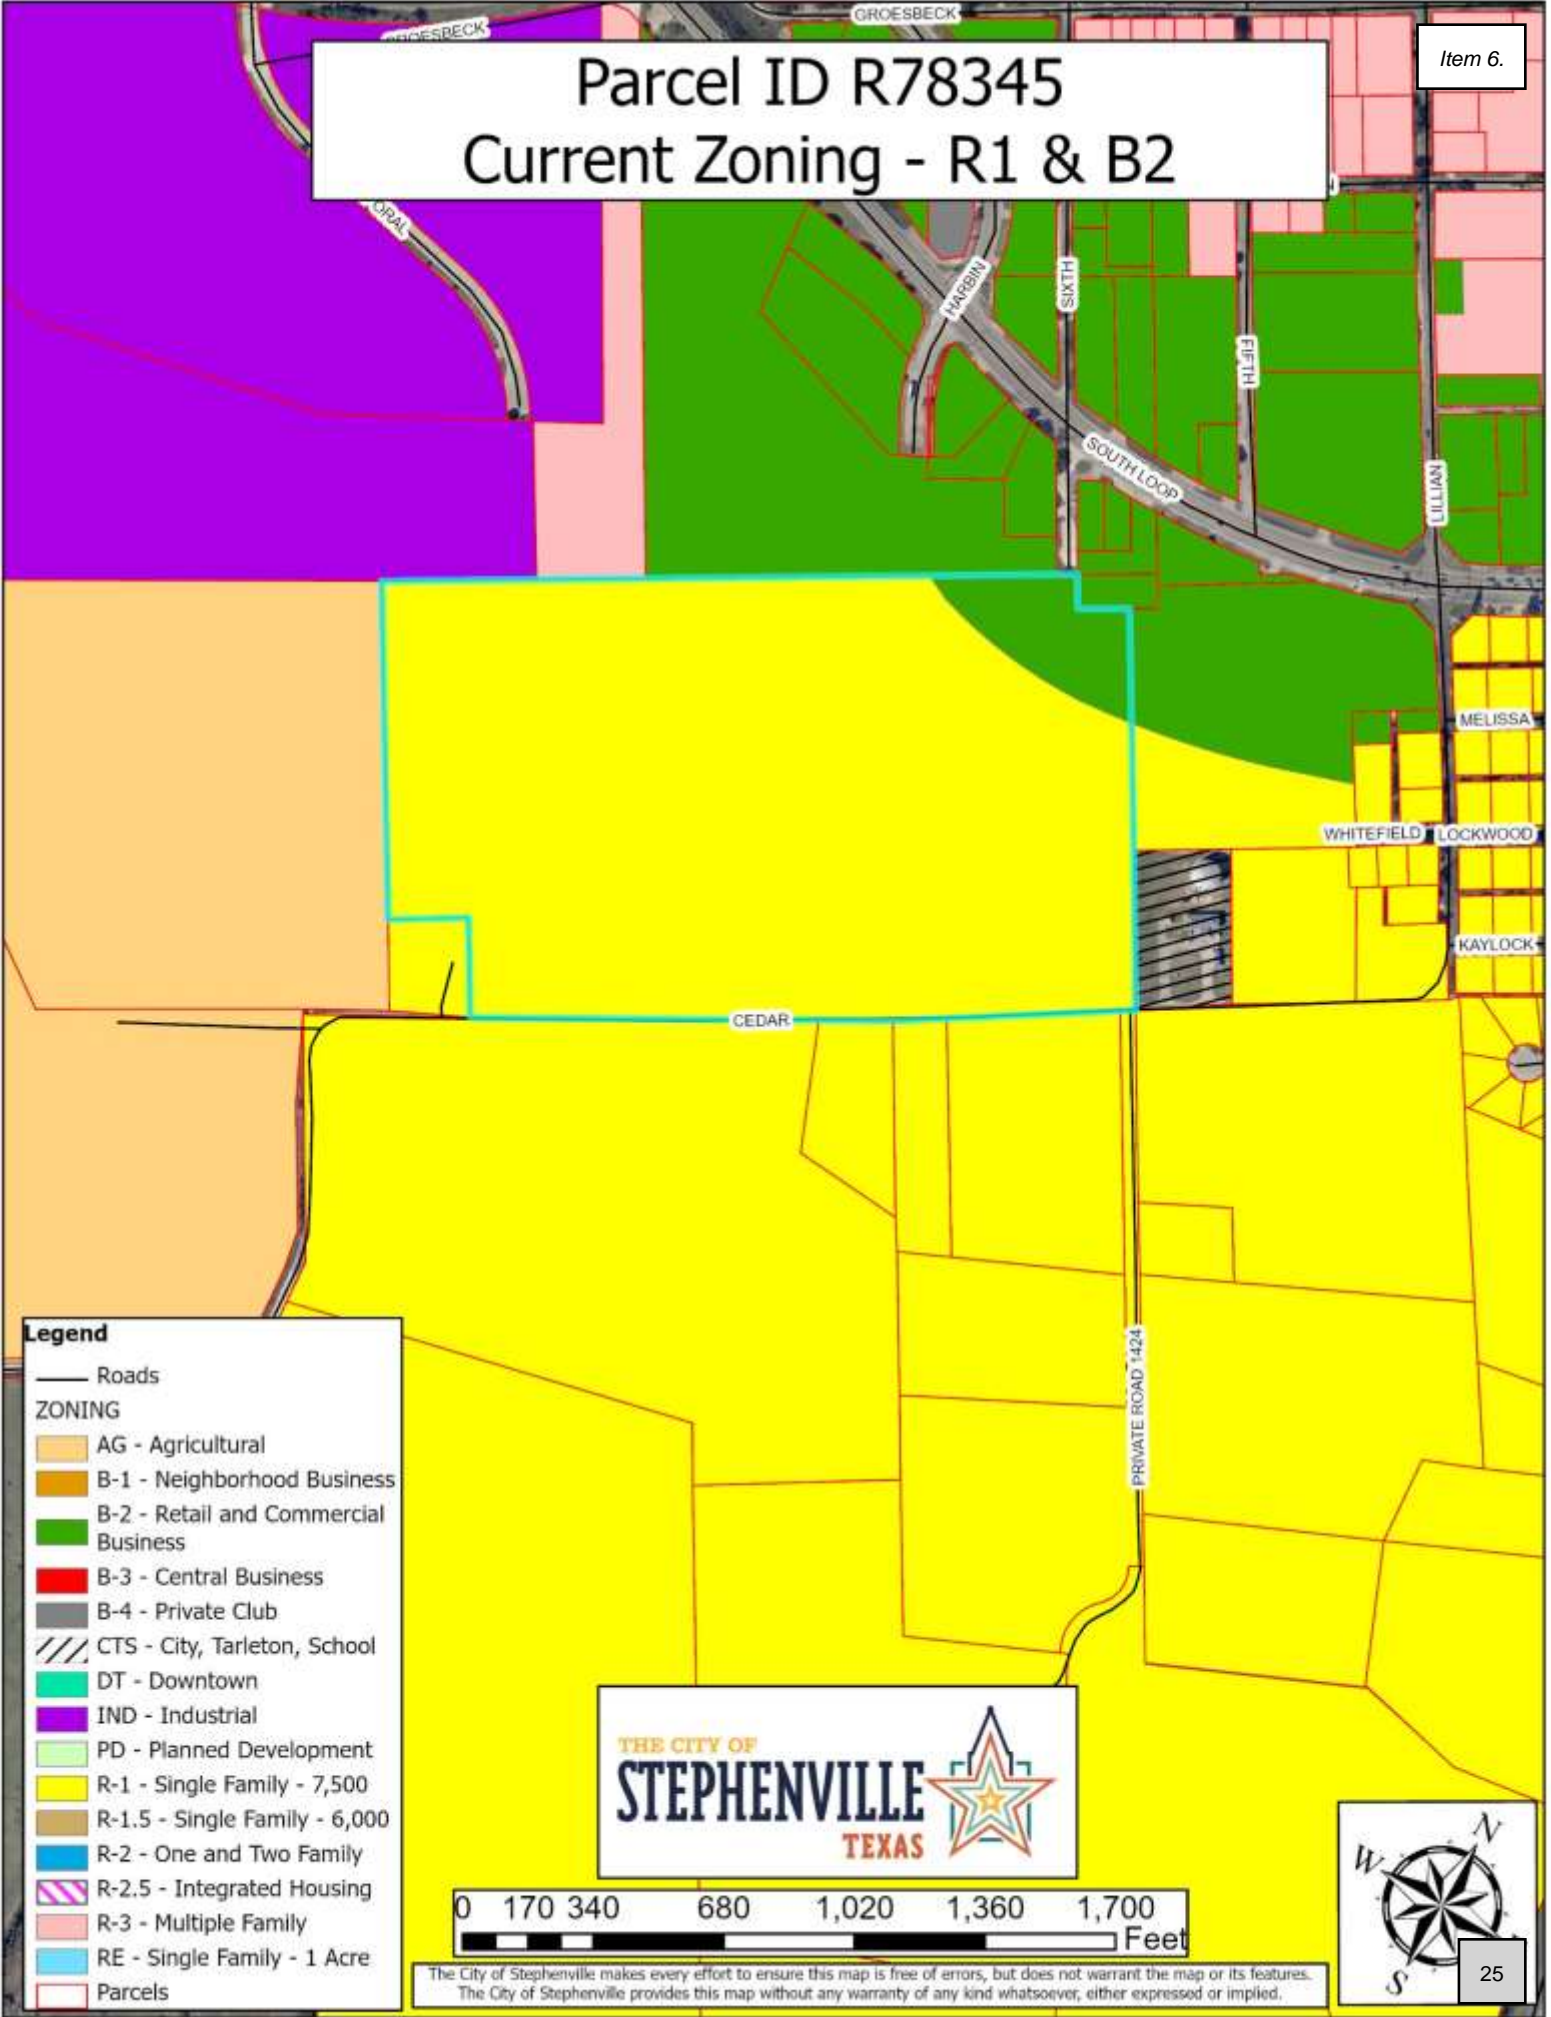 GROESBECK
GROESBECK
Item 6.
Parcel ID R78345
Current Zoning - R1 & B2
ORAL
HARBIN
SIXTH
FIFTH
SOUTH LOOP
LILLIAN
MELISSA
WHITEFIELD
LOCKWOOD
KAYLOCK
CEDAR
PRIVATE ROAD 1424
Legend
Roads
ZONING
AG - Agricultural
B-1 - Neighborhood Business
B-2 - Retail and Commercial
Business
B-3 - Central Business
B-4 - Private Club
CTS - City, Tarleton, School
DT - Downtown
IND - Industrial
PD - Planned Development
R-1 - Single Family - 7,500
R-1.5 - Single Family - 6,000
R-2 - One and Two Family
R-2.5 - Integrated Housing
R-3 - Multiple Family
RE - Single Family - 1 Acre
Parcels
THE CITY OF
STEPHENVILLE
TEXAS
0 170 340 680 1,020 1,360 1,700
Feet
The City of Stephenville makes every effort to ensure this map is free of errors, but does not warrant the map or its features.
The City of Stephenville provides this map without any warranty of any kind whatsoever, either expressed or implied.
N
W
S
25